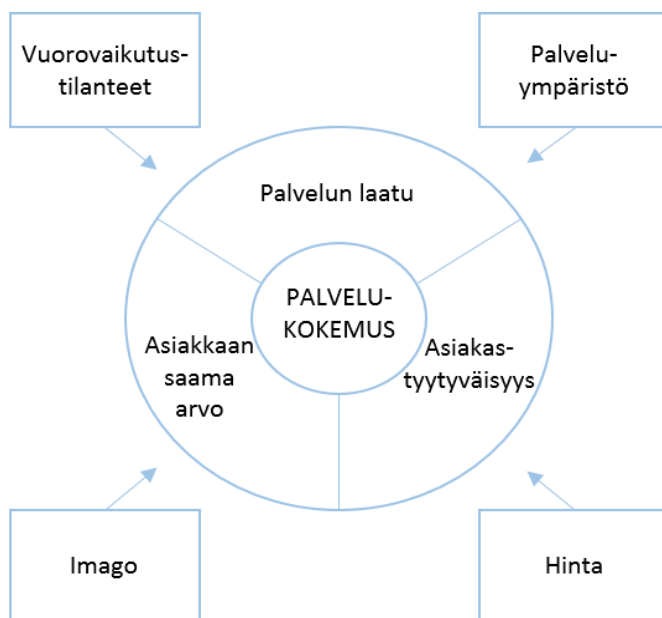 Vuorovaikutus-
tilanteet
Palvelu-
ympäristö
Palvelun laatu
PALVELU-
KOKEMUS
Asiakkaan
saama
arvo
Asiakas-
tyytyväisyys
Imago
Hinta